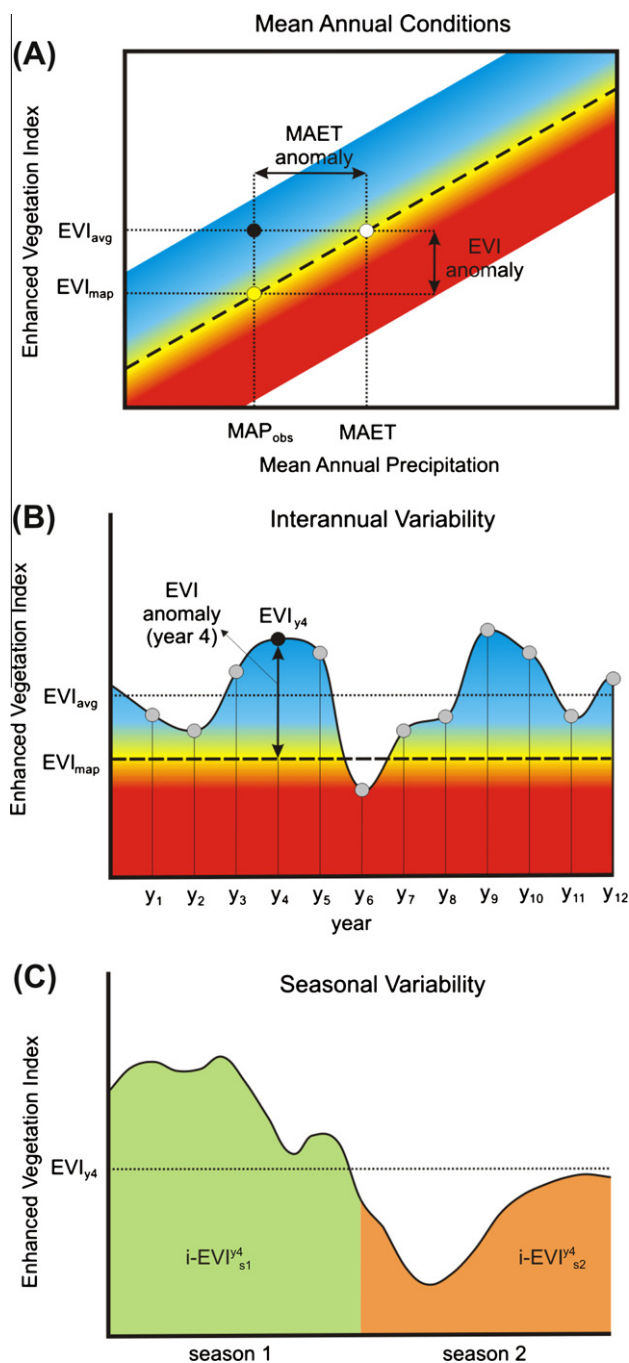 Mean Annual Conditions
(A)
Enhanced Vegetation Index
MAET
anomaly
EVIavg
EVI
anomaly
EVImap
MAPobs
MAET
Mean Annual Precipitation
(B)
Interannual Variability
Enhanced Vegetation Index
EVI
anomaly
(year 4)
EVIy4
EVIavg
EVImap
y1 y2 y3 y4 y5 y6 y7 y8 y9 y10 y11 y12
year
(C)
Seasonal Variability
Enhanced Vegetation Index
EVIy4
i-EVIy4s1
i-EVIy4s2
season 1
season 2